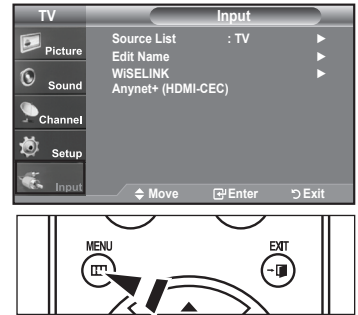 TV Input
Picture
Sound
Channel
Setup
Input
Source List : TV ►
Edit Name ►
WiSELINK ►
Anynet+ (HDMI-CEC)
Move Enter Exit
MENU EXIT